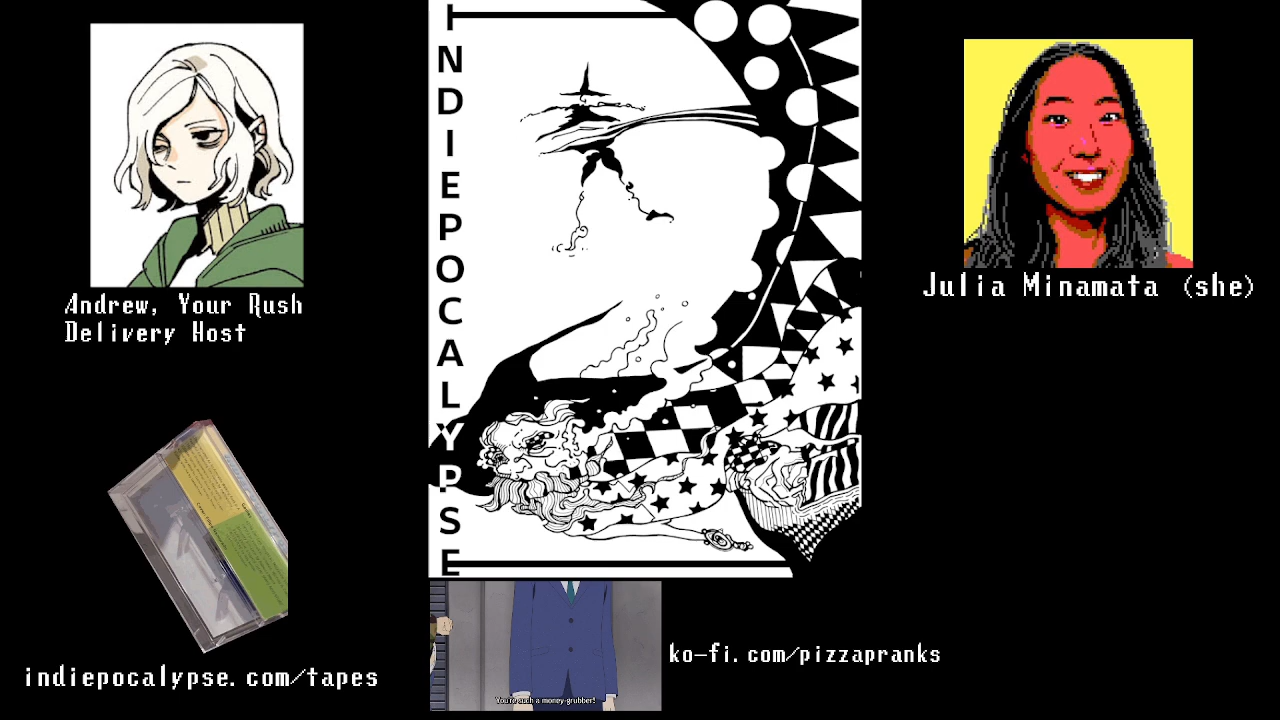 INDIEPOCALYPSE
Andrew, Your Rush
Delivery Host
Julia Minamata (she)
indiepocalypse.com/tapes
You're such a money-grubber!
ko-fi.com/pizzapranks